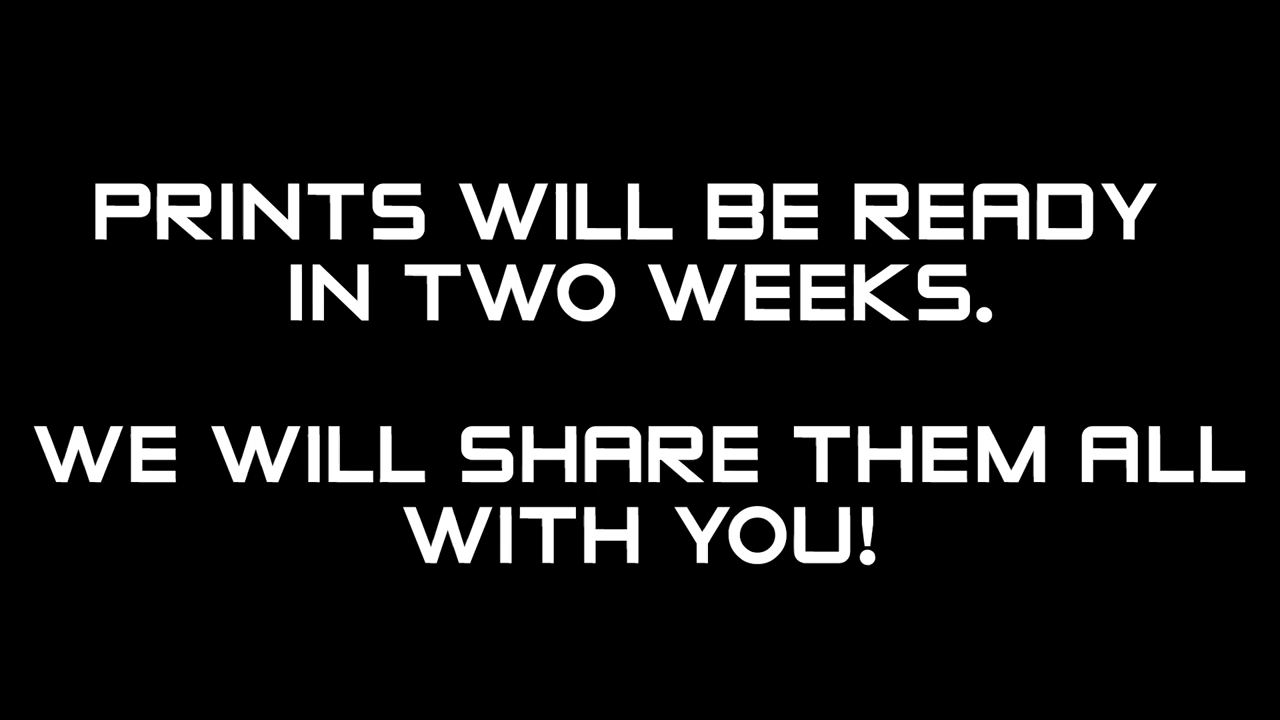 PRINTS WILL BE READY
IN TWO WEEKS.
WE WILL SHARE THEM ALL
WITH YOU!